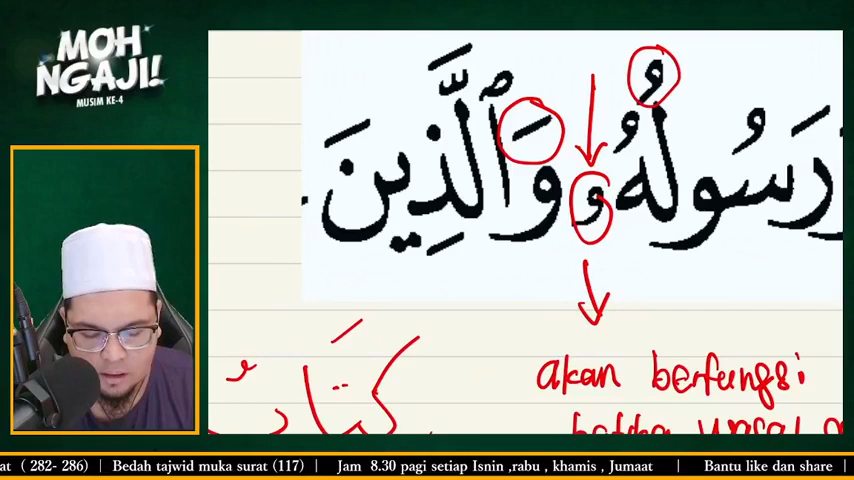 MOH
NGAJI!
MUSIM KE-4
رَسُولُهُۥ وَٱلَّذِينَ
akan berfungsi
كتاب
at ( 282- 286) | Bedah tajwid muka surat (117) | Jam 8.30 pagi setiap Isnin ,rabu , khamis , Jumaat | Bantu like dan share |